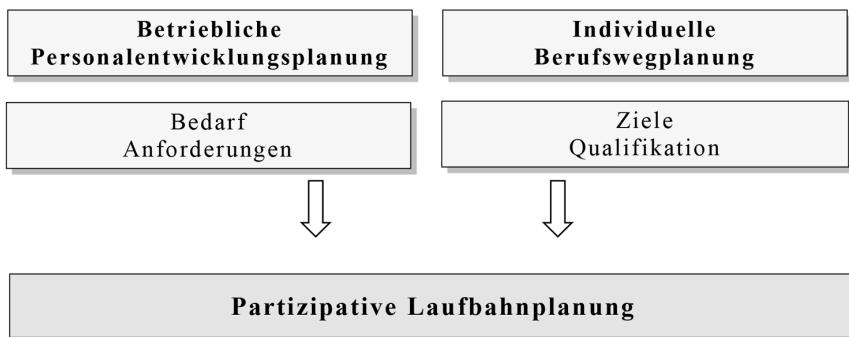 Betriebliche
Personalentwicklungsplanung
Individuelle
Berufswegplanung
Bedarf
Anforderungen
Ziele
Qualifikation
Partizipative Laufbahnplanung